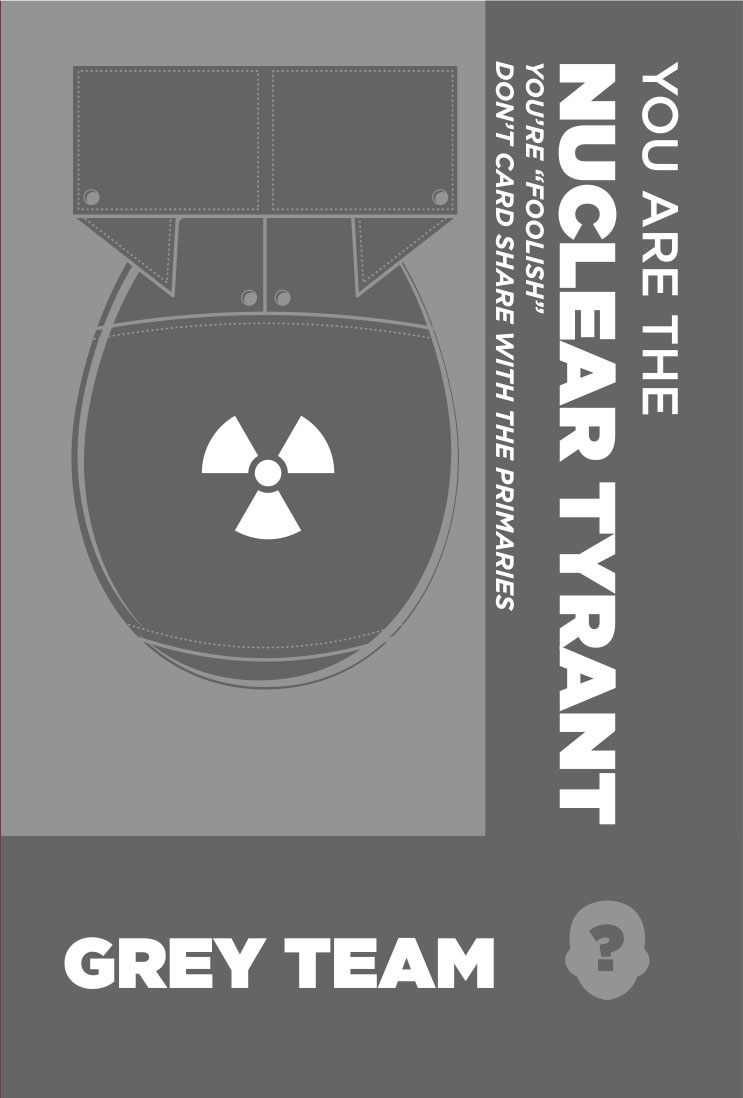 YOU ARE THE
NUCLEAR TYRANT
YOU'RE “FOOLISH”
DON'T CARD SHARE WITH THE PRIMARIES
GREY TEAM
?